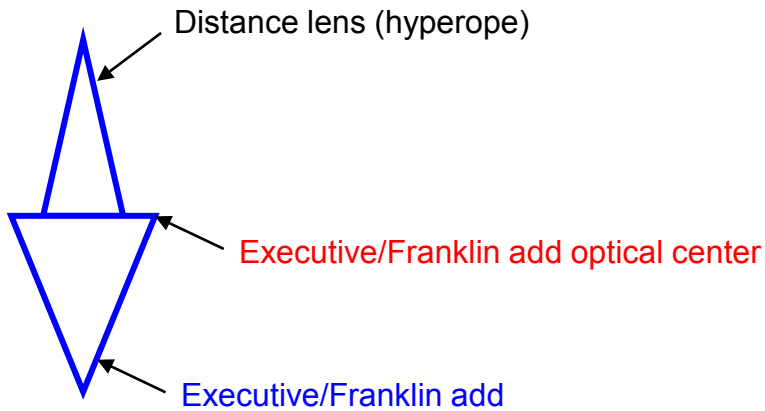 Distance lens (hyperope)
Executive/Franklin add optical center
Executive/Franklin add